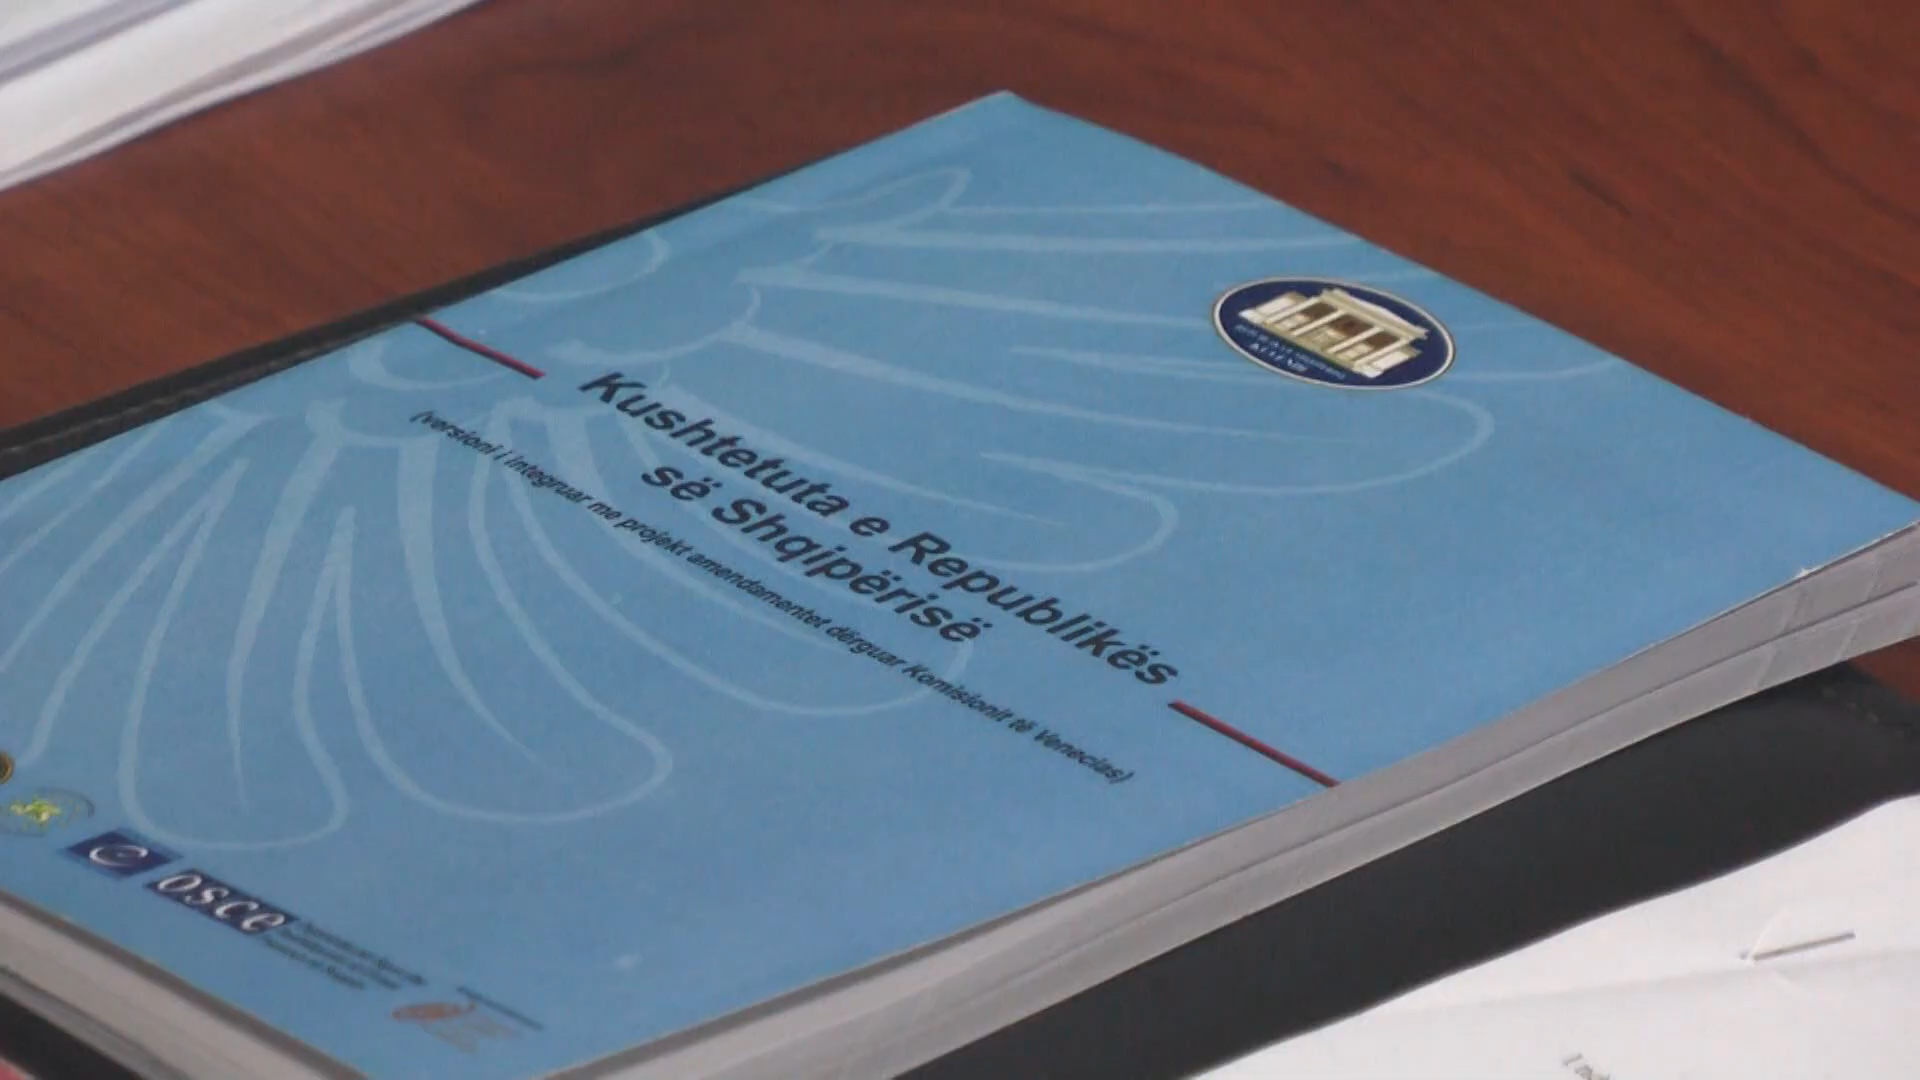 Kushtetuta e Republikës
së Shqipërisë
(versioni i integruar me projekt amendamentet dërguar Komisionit të Venecias)
osce